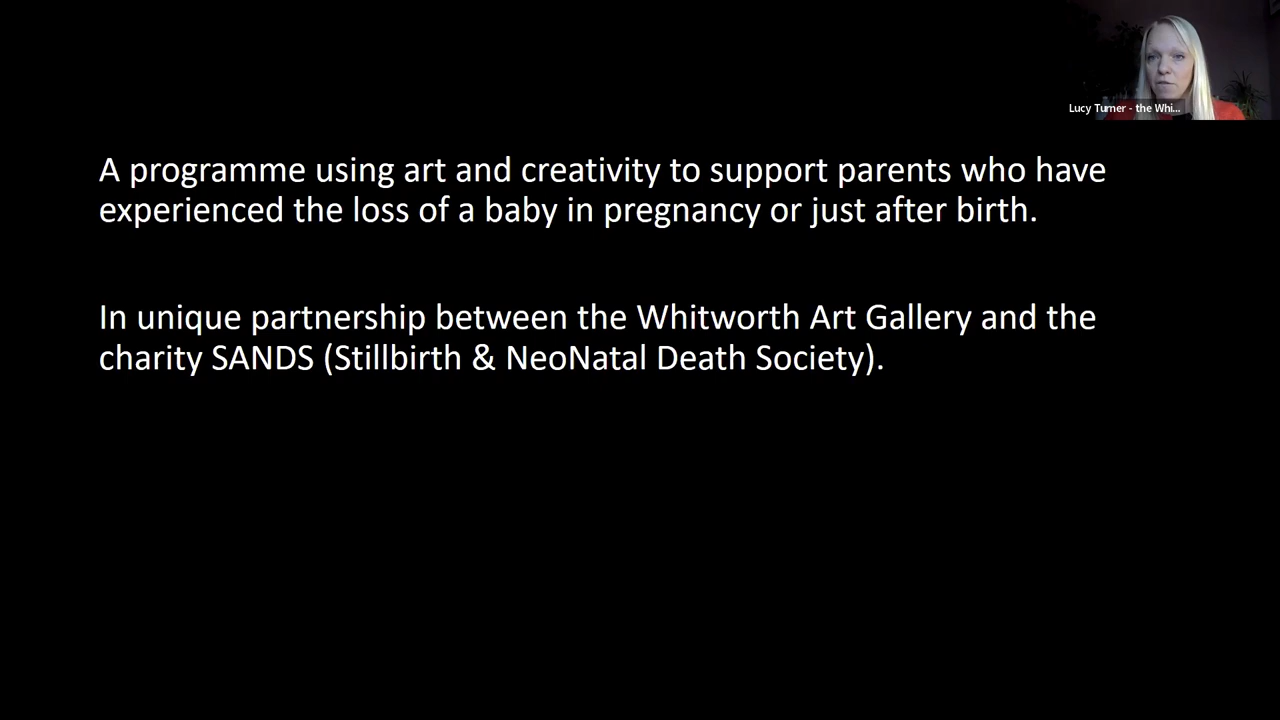 Lucy Turner - the Whi...
A programme using art and creativity to support parents who have
experienced the loss of a baby in pregnancy or just after birth.
In unique partnership between the Whitworth Art Gallery and the
charity SANDS (Stillbirth & NeoNatal Death Society).